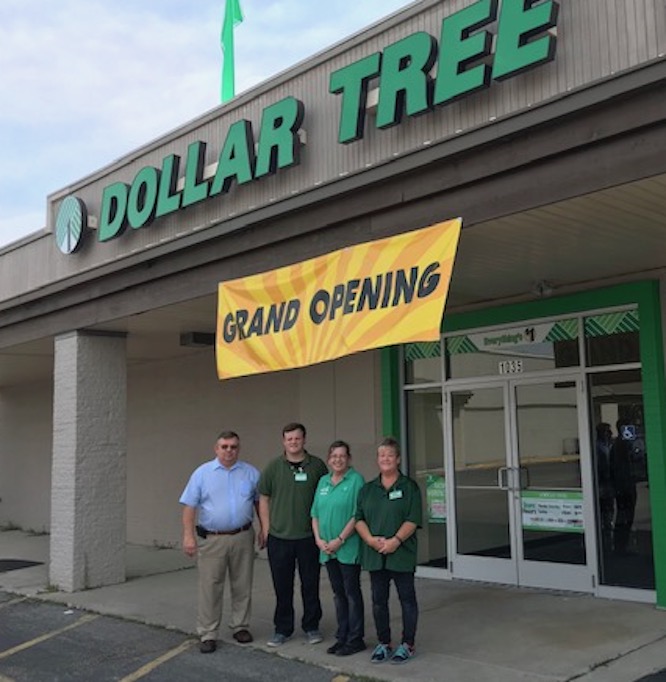 DOLLAR TREE
GRAND OPENING
Everything's $1
1035